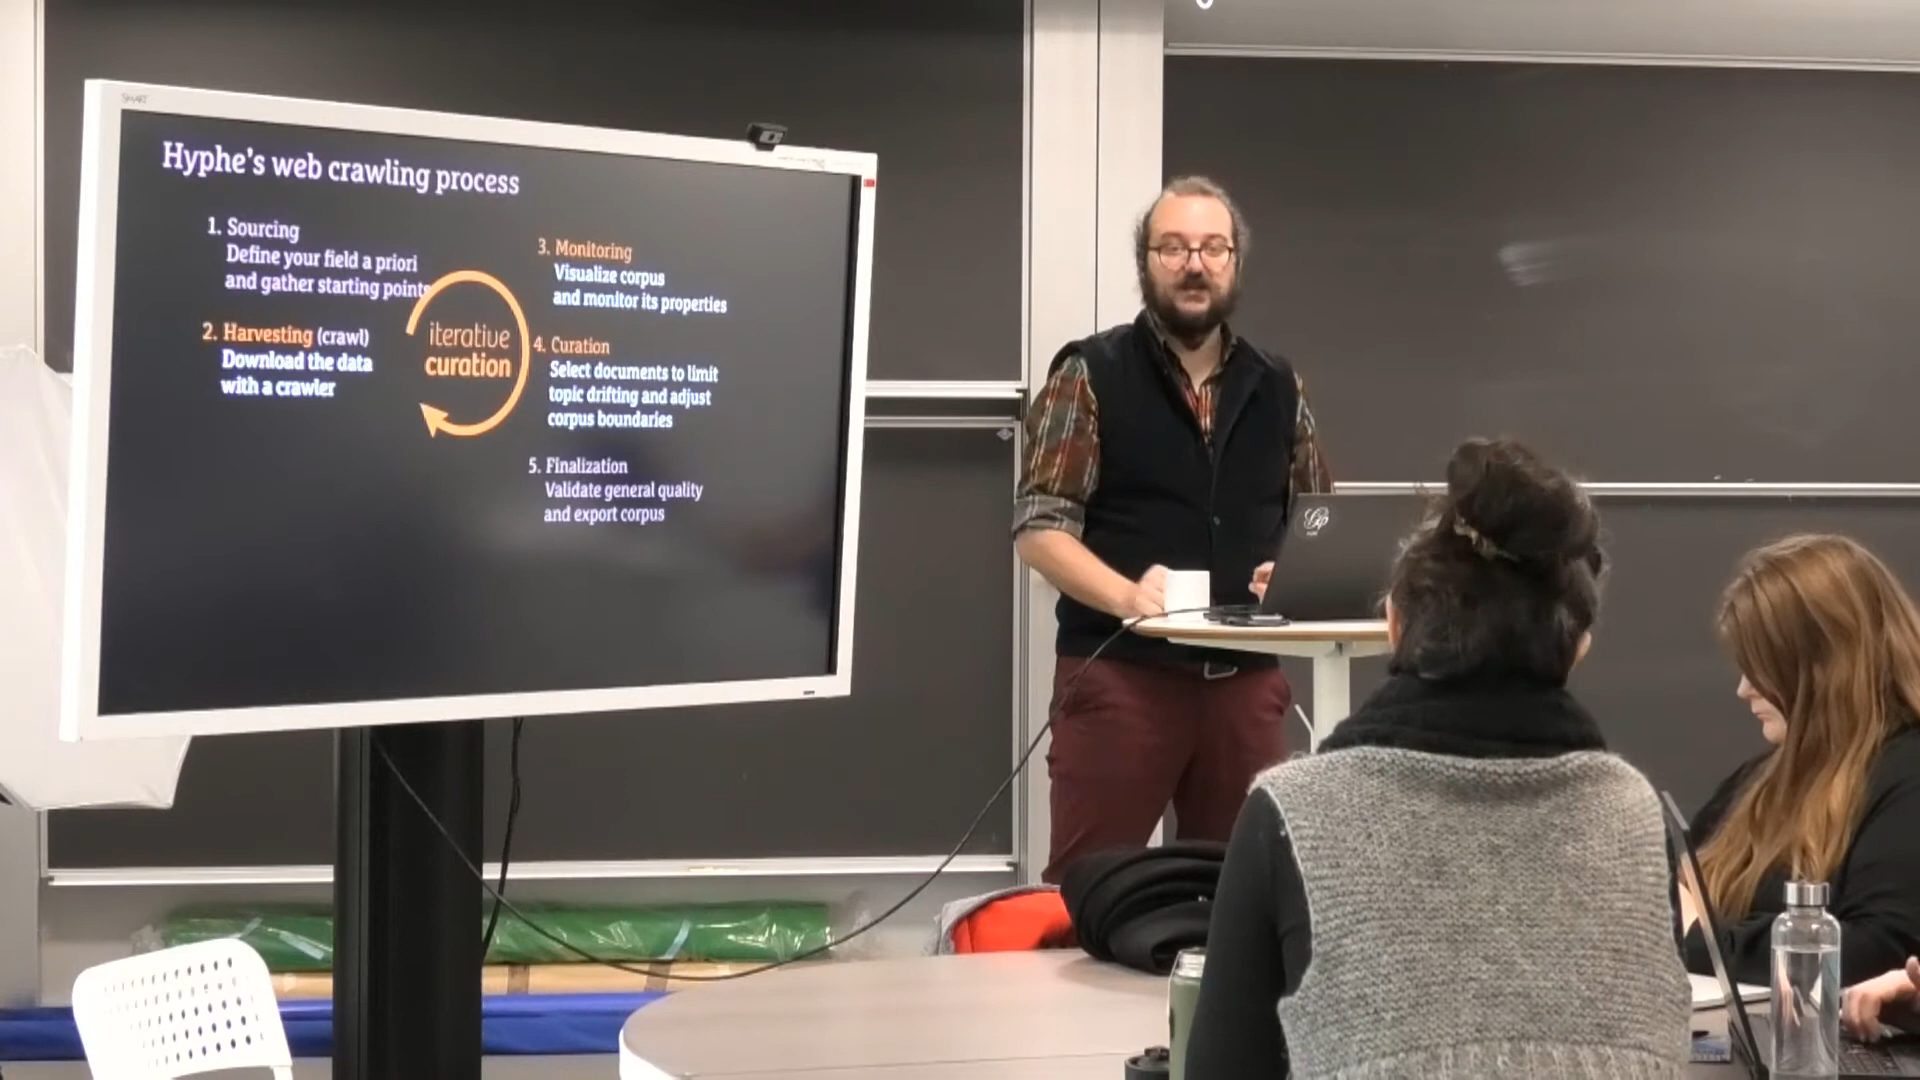 SMART
Hyphe's web crawling process
1. Sourcing
Define your field a priori
and gather starting points
2. Harvesting (crawl)
Download the data
with a crawler
iterative
curation
3. Monitoring
Visualize corpus
and monitor its properties
4. Curation
Select documents to limit
topic drifting and adjust
corpus boundaries
5. Finalization
Validate general quality
and export corpus